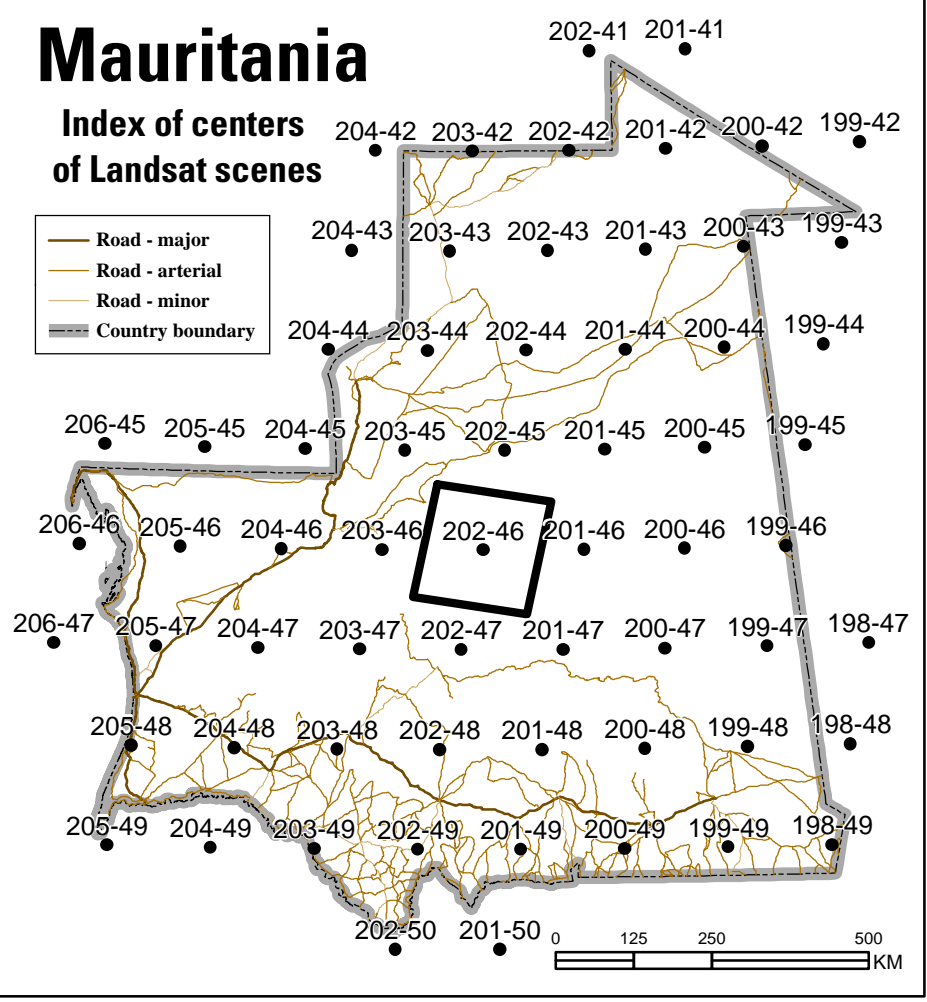 Mauritania
Index of centers
of Landsat scenes
Road - major
Road - arterial
Road - minor
Country boundary
202-41 201-41
204-42 203-42 202-42 201-42 200-42 199-42
204-43 203-43 202-43 201-43 200-43 199-43
204-44 203-44 202-44 201-44 200-44 199-44
206-45 205-45 204-45 203-45 202-45 201-45 200-45 199-45
206-46 205-46 204-46 203-46 202-46 201-46 200-46 199-46
206-47 205-47 204-47 203-47 202-47 201-47 200-47 199-47 198-47
205-48 204-48 203-48 202-48 201-48 200-48 199-48 198-48
205-49 204-49 203-49 202-49 201-49 200-49 199-49 198-49
202-50 201-50
0 125 250 500
KM